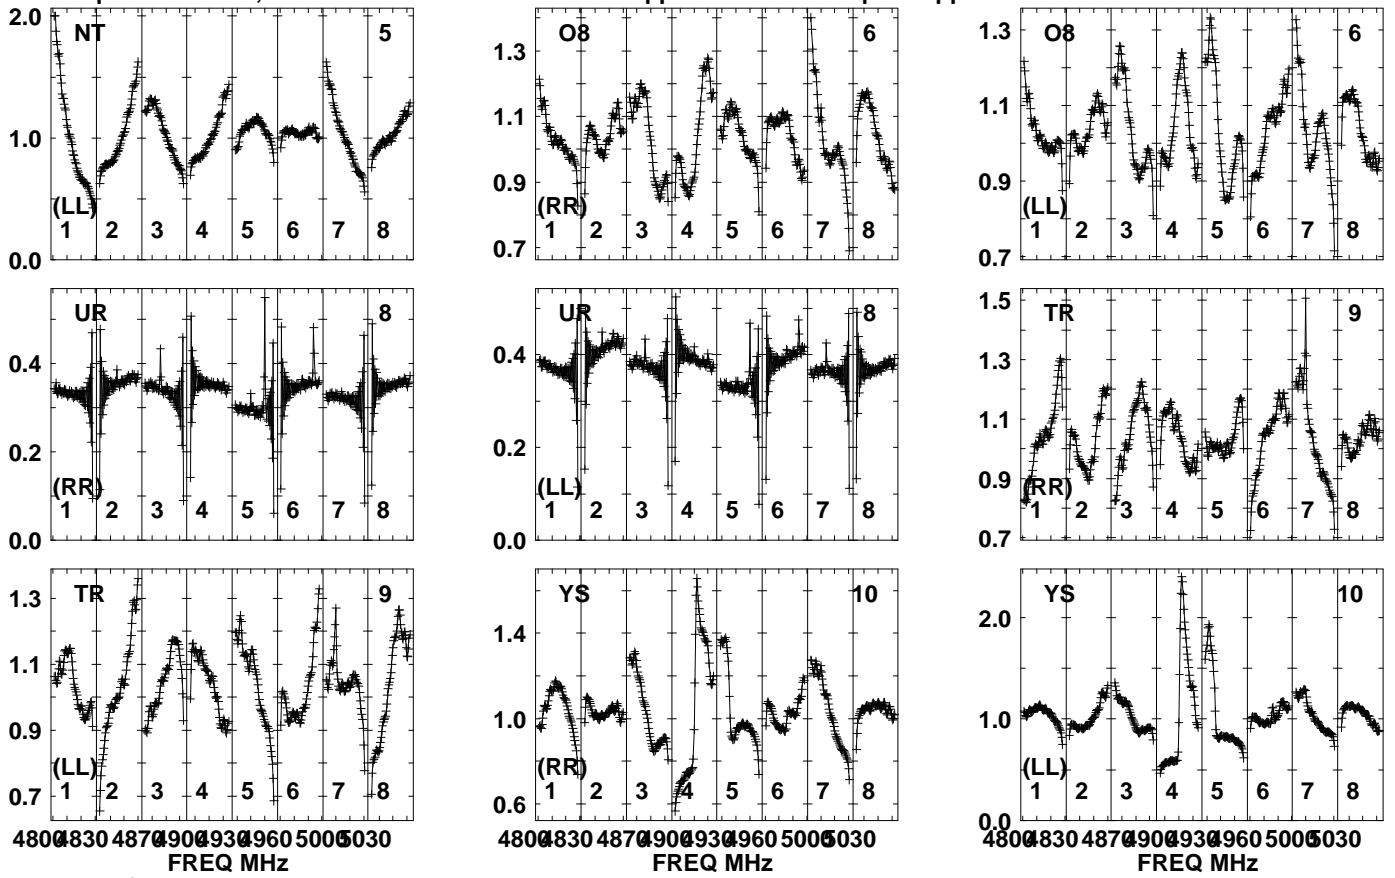 2.0 NT 5
1.0
(LL)
1 2 3 4 5 6 7 8
0.0
O8 6
1.3
1.1
0.9
(RR)
1 2 3 4 5 6 7 8
0.7
O8 6
1.3
1.1
0.9
(LL)
1 2 3 4 5 6 7 8
0.7
UR 8
0.4
0.2
(RR)
1 2 3 4 5 6 7 8
0.0
UR 8
0.4
0.2
(LL)
1 2 3 4 5 6 7 8
0.0
1.5
TR 9
1.3
1.1
0.9
(RR)
1 2 3 4 5 6 7 8
0.7
TR 9
1.3
1.1
0.9
(LL)
0.7 1 2 3 4 5 6 7 8
4800 4830 4870 4900 4930 4960 5000 5030
FREQ MHz
YS 10
1.4
1.0
(RR)
1 2 3 4 5 6 7 8
0.6
4800 4830 4870 4900 4930 4960 5000 5030
FREQ MHz
YS 10
2.0
1.0
(LL)
1 2 3 4 5 6 7 8
0.0
4800 4830 4870 4900 4930 4960 5000 5030
FREQ MHz